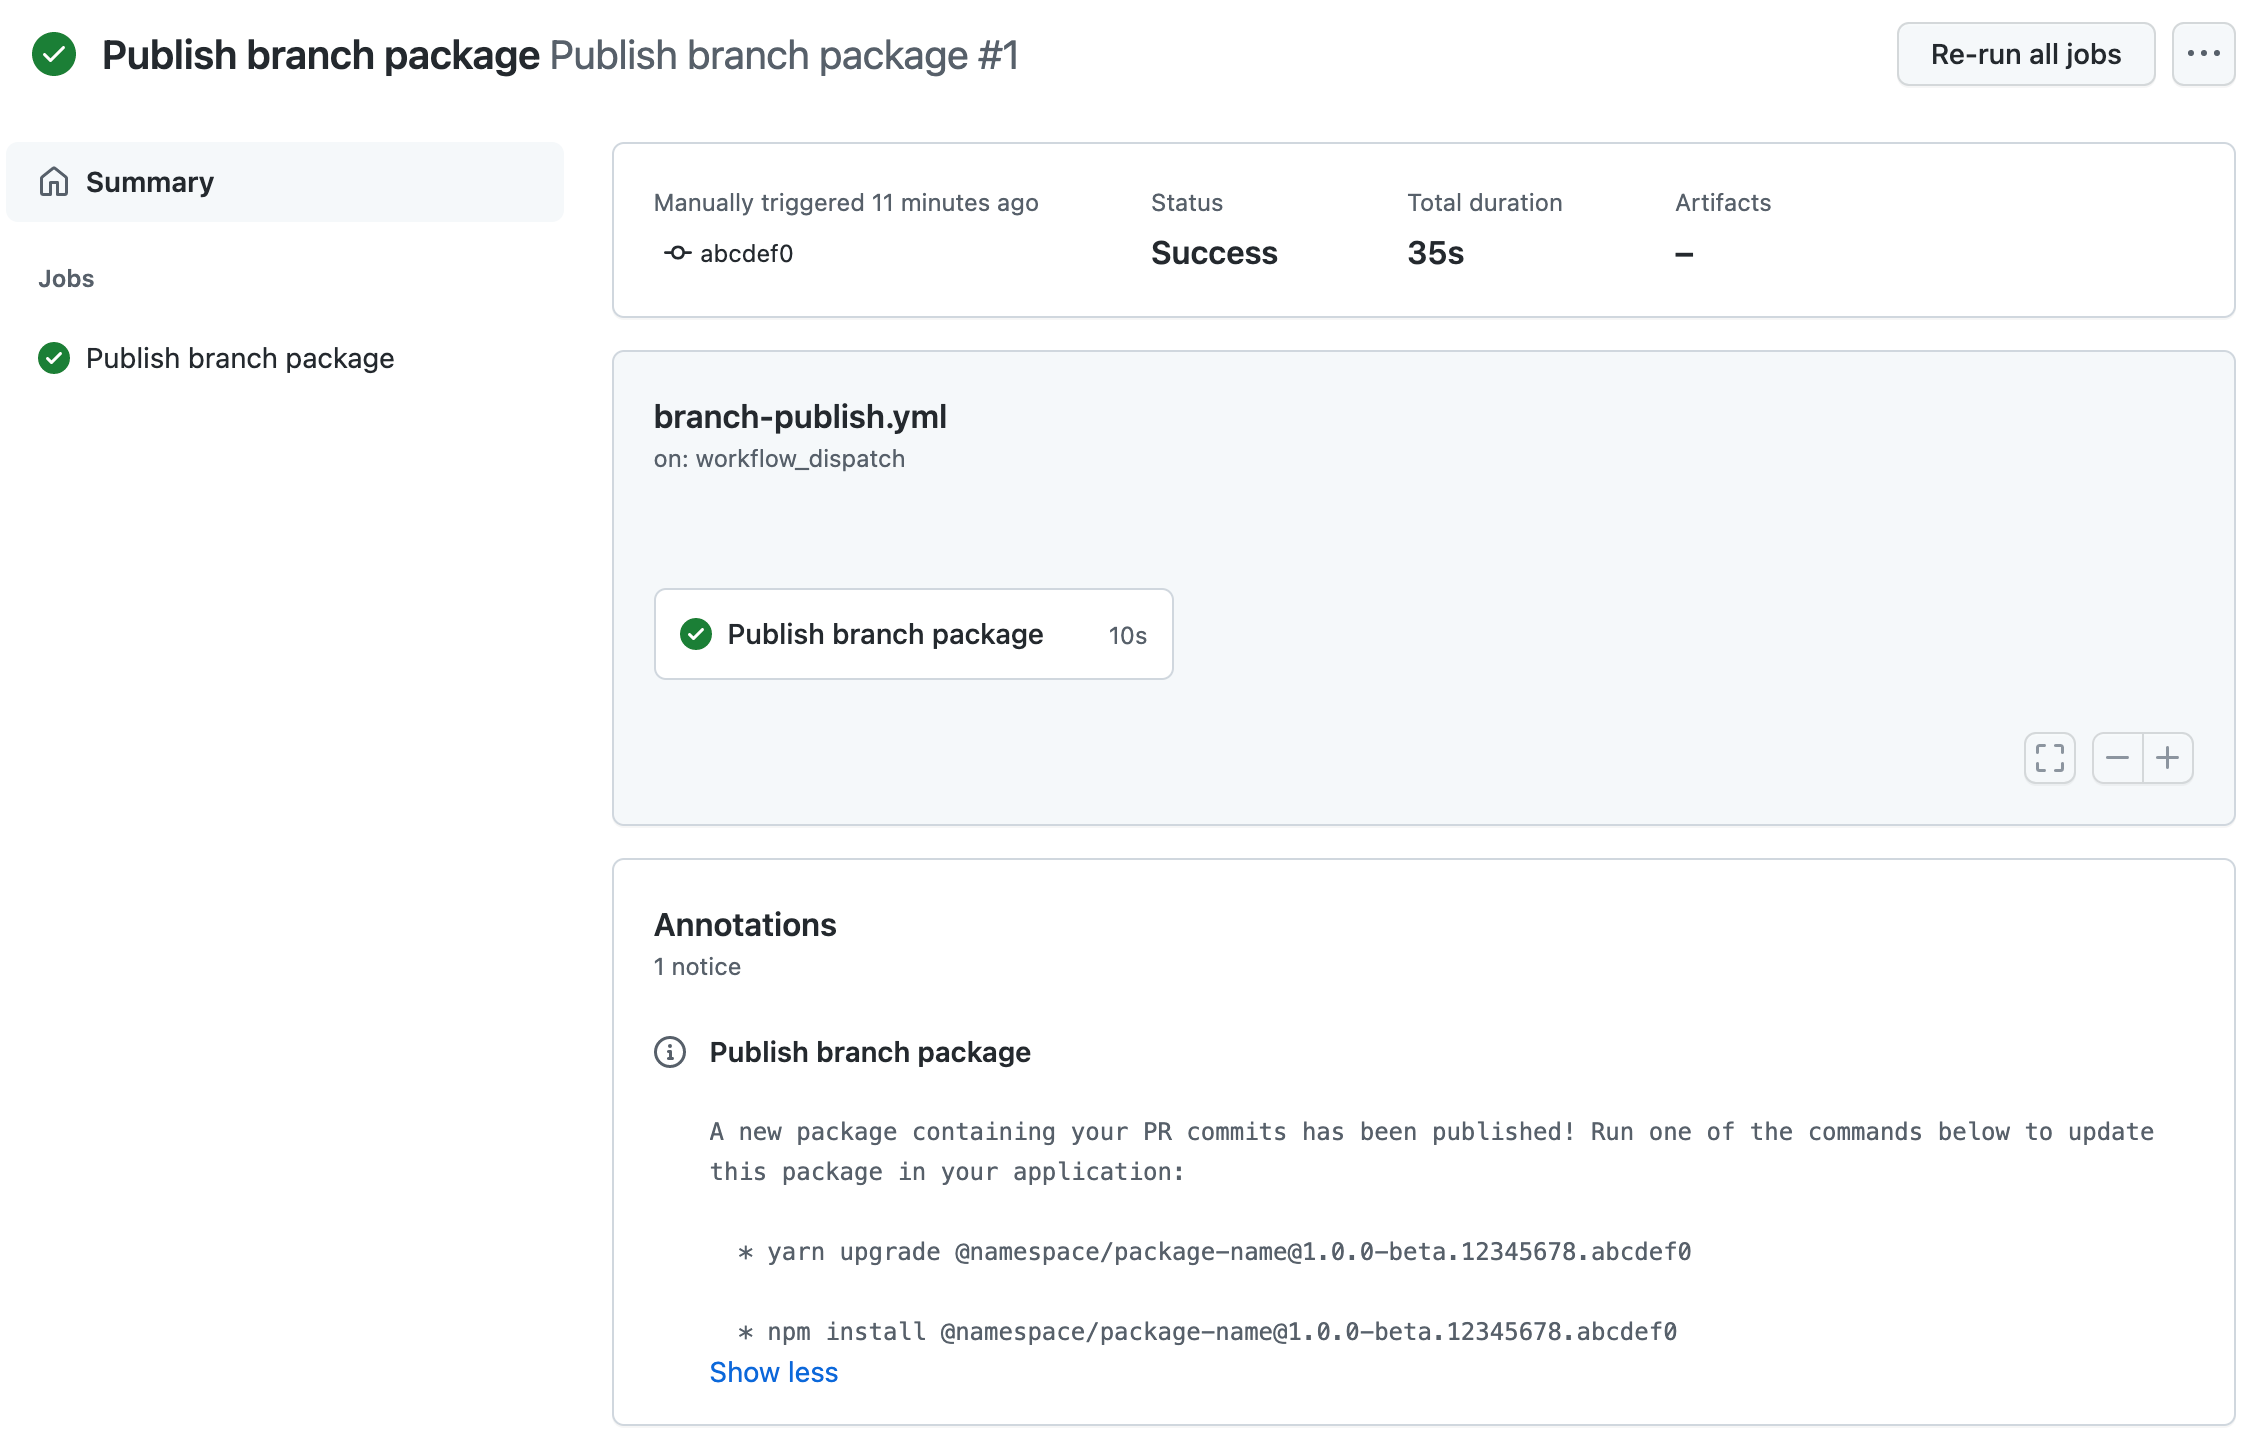 Publish branch package Publish branch package #1
Re-run all jobs
Summary
Jobs
Publish branch package
Manually triggered 11 minutes ago
abcdef0
Status
Success
Total duration
35s
Artifacts
–
branch-publish.yml
on: workflow_dispatch
Publish branch package 10s
Annotations
1 notice
Publish branch package
A new package containing your PR commits has been published! Run one of the commands below to update
this package in your application:
* yarn upgrade @namespace/package-name@1.0.0-beta.12345678.abcdef0
* npm install @namespace/package-name@1.0.0-beta.12345678.abcdef0
Show less